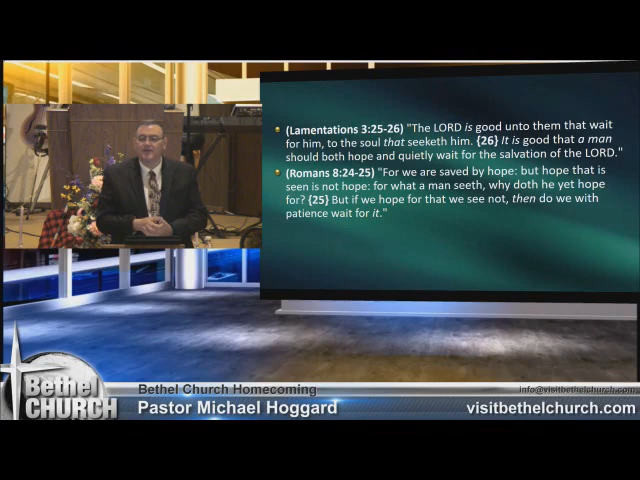 (Lamentations 3:25-26) "The LORD is good unto them that wait
for him, to the soul that seeketh him. {26} It is good that a man
should both hope and quietly wait for the salvation of the LORD."
(Romans 8:24-25) "For we are saved by hope: but hope that is
seen is not hope: for what a man seeth, why doth he yet hope
for? {25} But if we hope for that we see not, then do we with
patience wait for it."
Bethel
CHURCH
Bethel Church Homecoming
info@visitbethelchurch.com
Pastor Michael Hoggard
visitbethelchurch.com